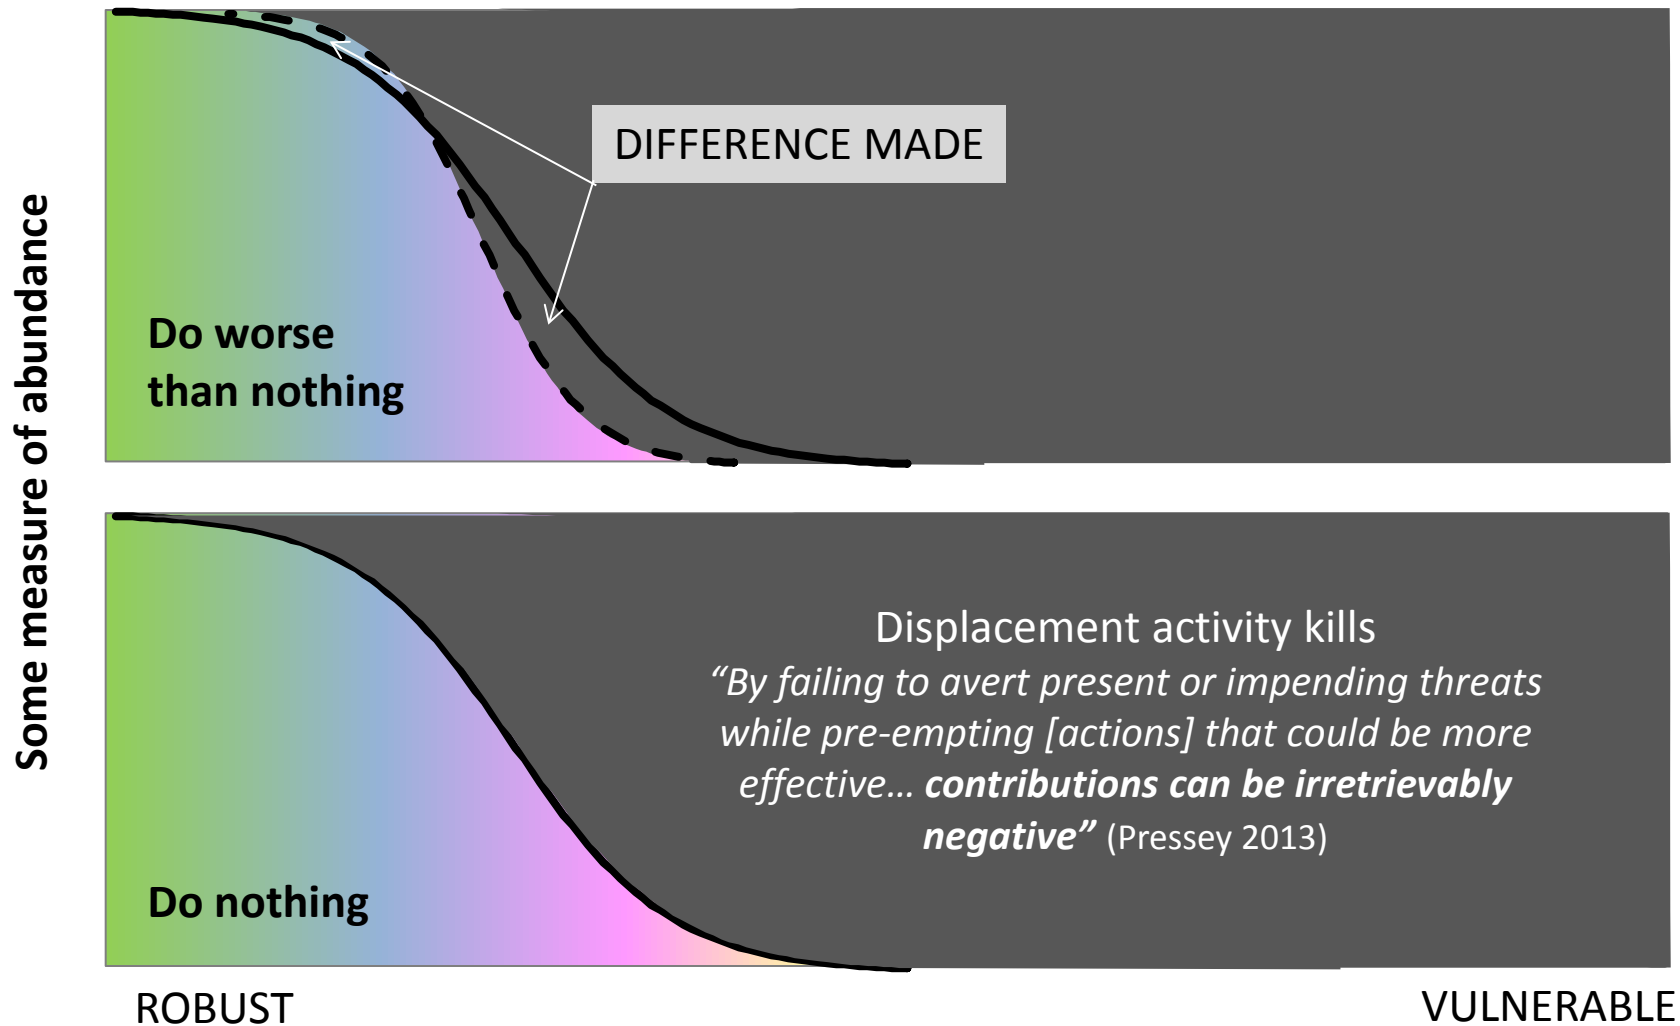 Some measure of abundance
DIFFERENCE MADE
Do worse
than nothing
Displacement activity kills
“By failing to avert present or impending threats
while pre-empting [actions] that could be more
effective… contributions can be irretrievably
negative” (Pressey 2013)
Do nothing
ROBUST
VULNERABLE